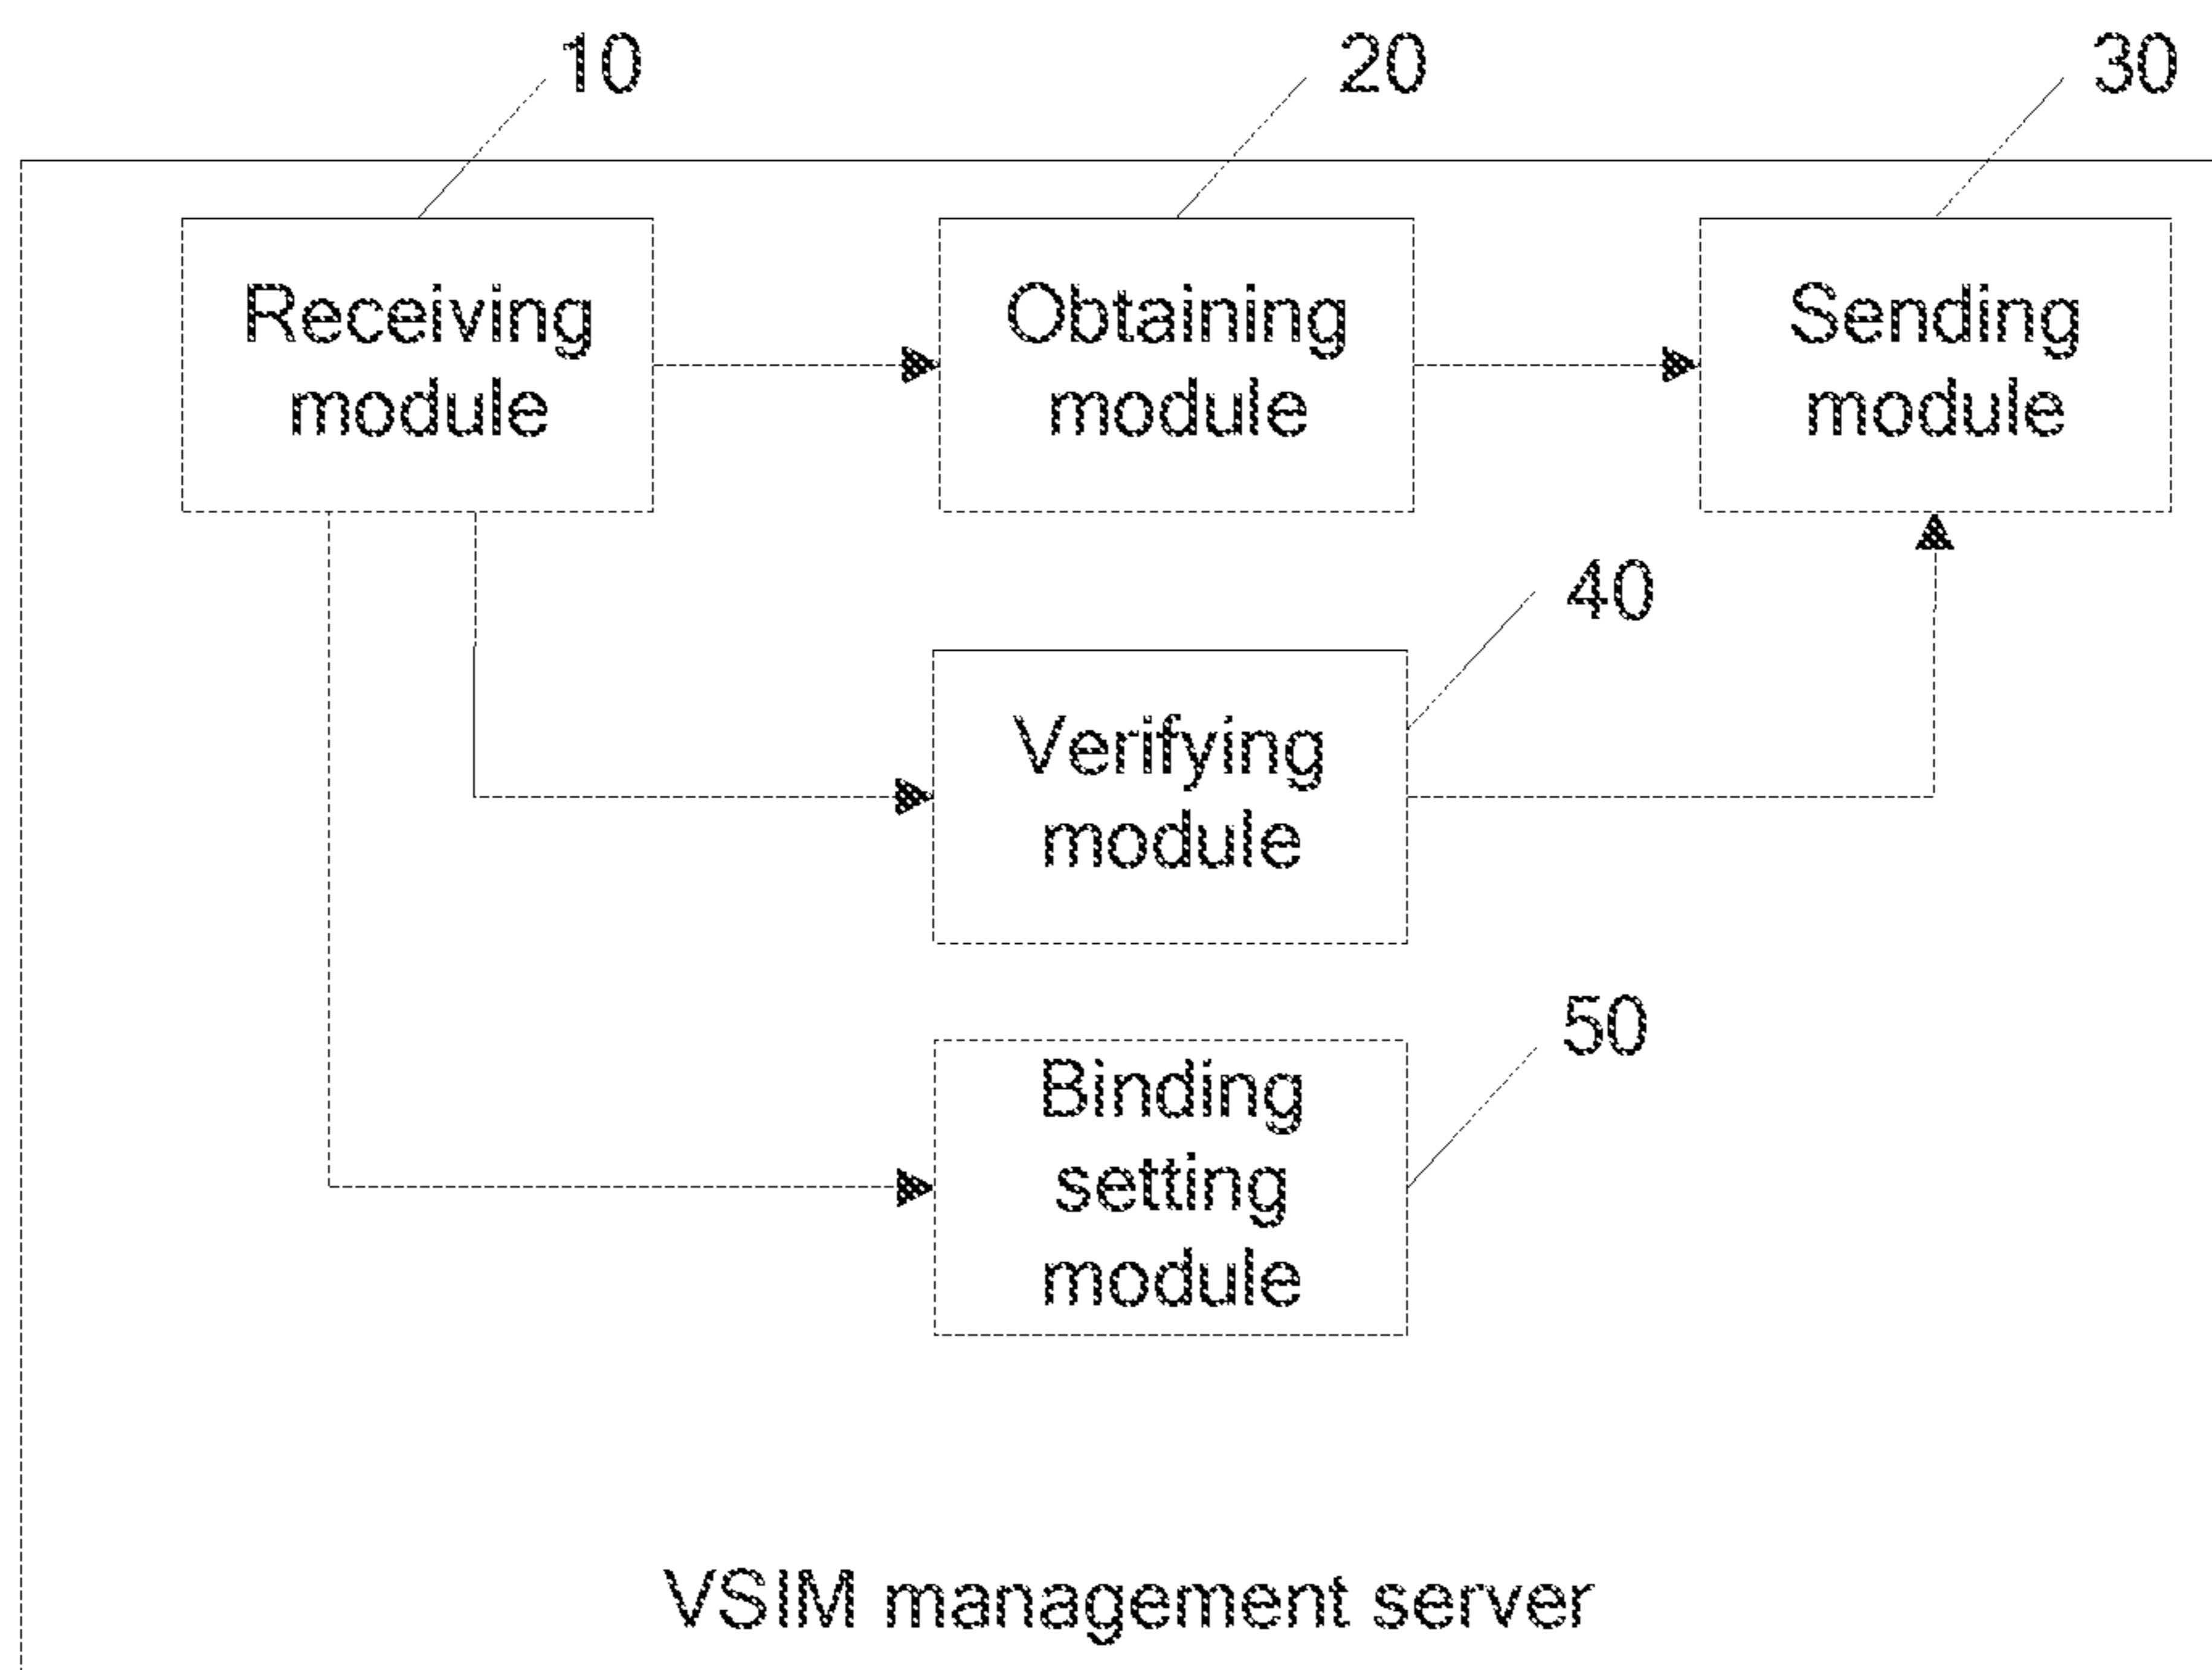 10
20
30
Receiving
module
Obtaining
module
Sending
module
40
Verifying
module
50
Binding
setting
module
VSIM management server